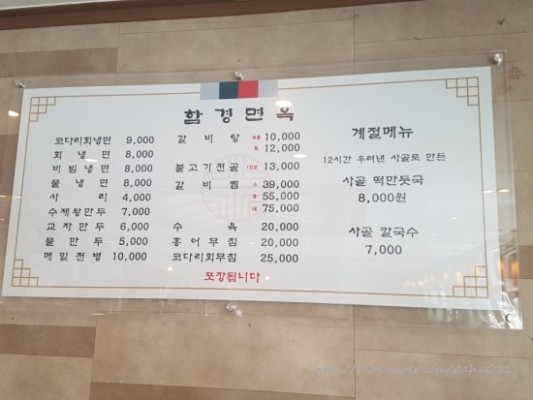 함경면옥
코다리회냉면 9,000
회냉면 8,000
비빔냉면 8,000
물냉면 8,000
사리 4,000
수제왕만두 7,000
교자만두 6,000
물만두 5,000
메밀전병 10,000
갈비탕 보통 10,000
특 12,000
불고기전골 1인분 13,000
갈비찜 소 39,000
중 55,000
대 75,000
수육 20,000
홍어무침 20,000
코다리회무침 25,000
포장됩니다
계절메뉴
12시간 우려낸 사골로 만든
사골 떡만둣국
8,000원
사골 칼국수
7,000